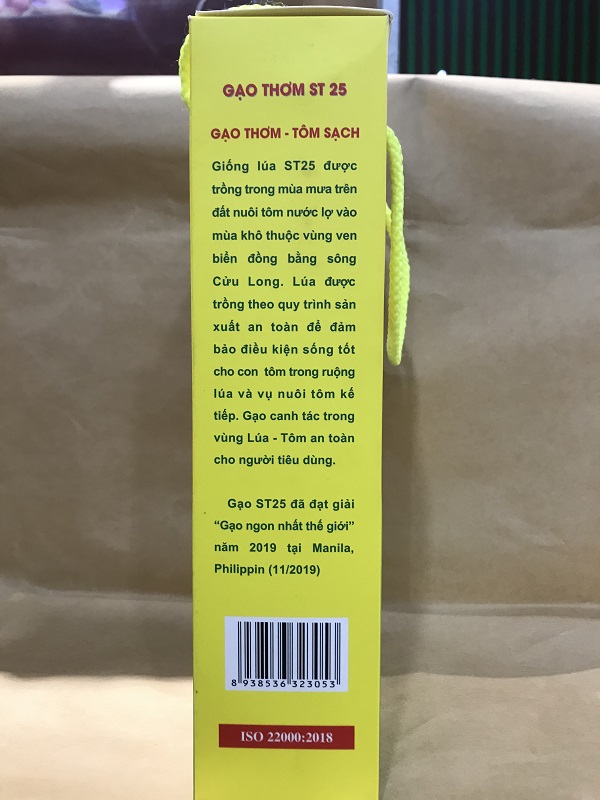 GẠO THƠM ST 25
GẠO THƠM - TÔM SẠCH
Giống lúa ST25 được
trồng trong mùa mưa trên
đất nuôi tôm nước lợ vào
mùa khô thuộc vùng ven
biển đồng bằng sông
Cửu Long. Lúa được
trồng theo quy trình sản
xuất an toàn để đảm
bảo điều kiện sống tốt
cho con tôm trong ruộng
lúa và vụ nuôi tôm kế
tiếp. Gạo canh tác trong
vùng Lúa - Tôm an toàn
cho người tiêu dùng.
Gạo ST25 đã đạt giải
“Gạo ngon nhất thế giới”
năm 2019 tại Manila,
Philippin (11/2019)
8 938536 323053
ISO 22000:2018